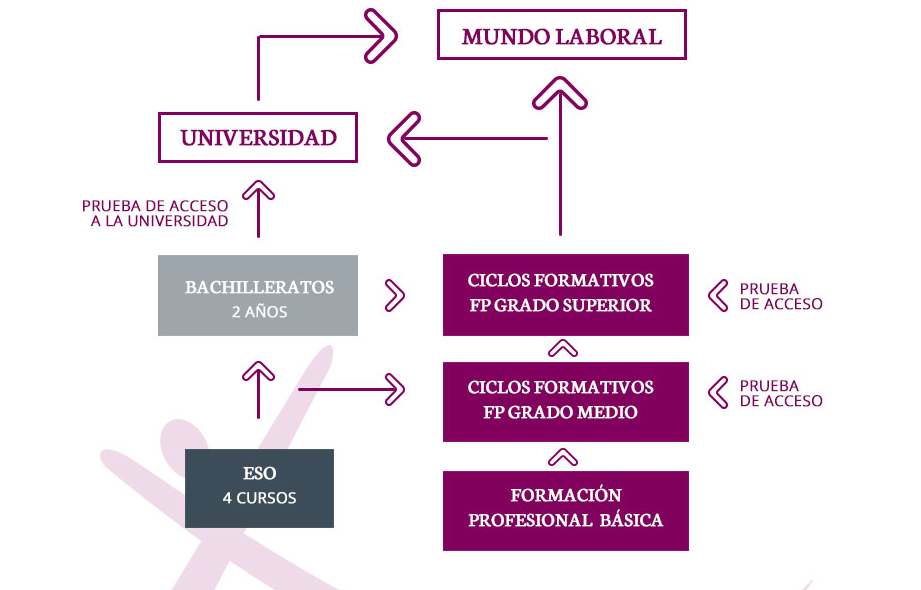 MUNDO LABORAL
UNIVERSIDAD
PRUEBA DE ACCESO
A LA UNIVERSIDAD
BACHILLERATOS
2 AÑOS
CICLOS FORMATIVOS
FP GRADO SUPERIOR
PRUEBA
DE ACCESO
CICLOS FORMATIVOS
FP GRADO MEDIO
PRUEBA
DE ACCESO
ESO
4 CURSOS
FORMACIÓN
PROFESIONAL BÁSICA